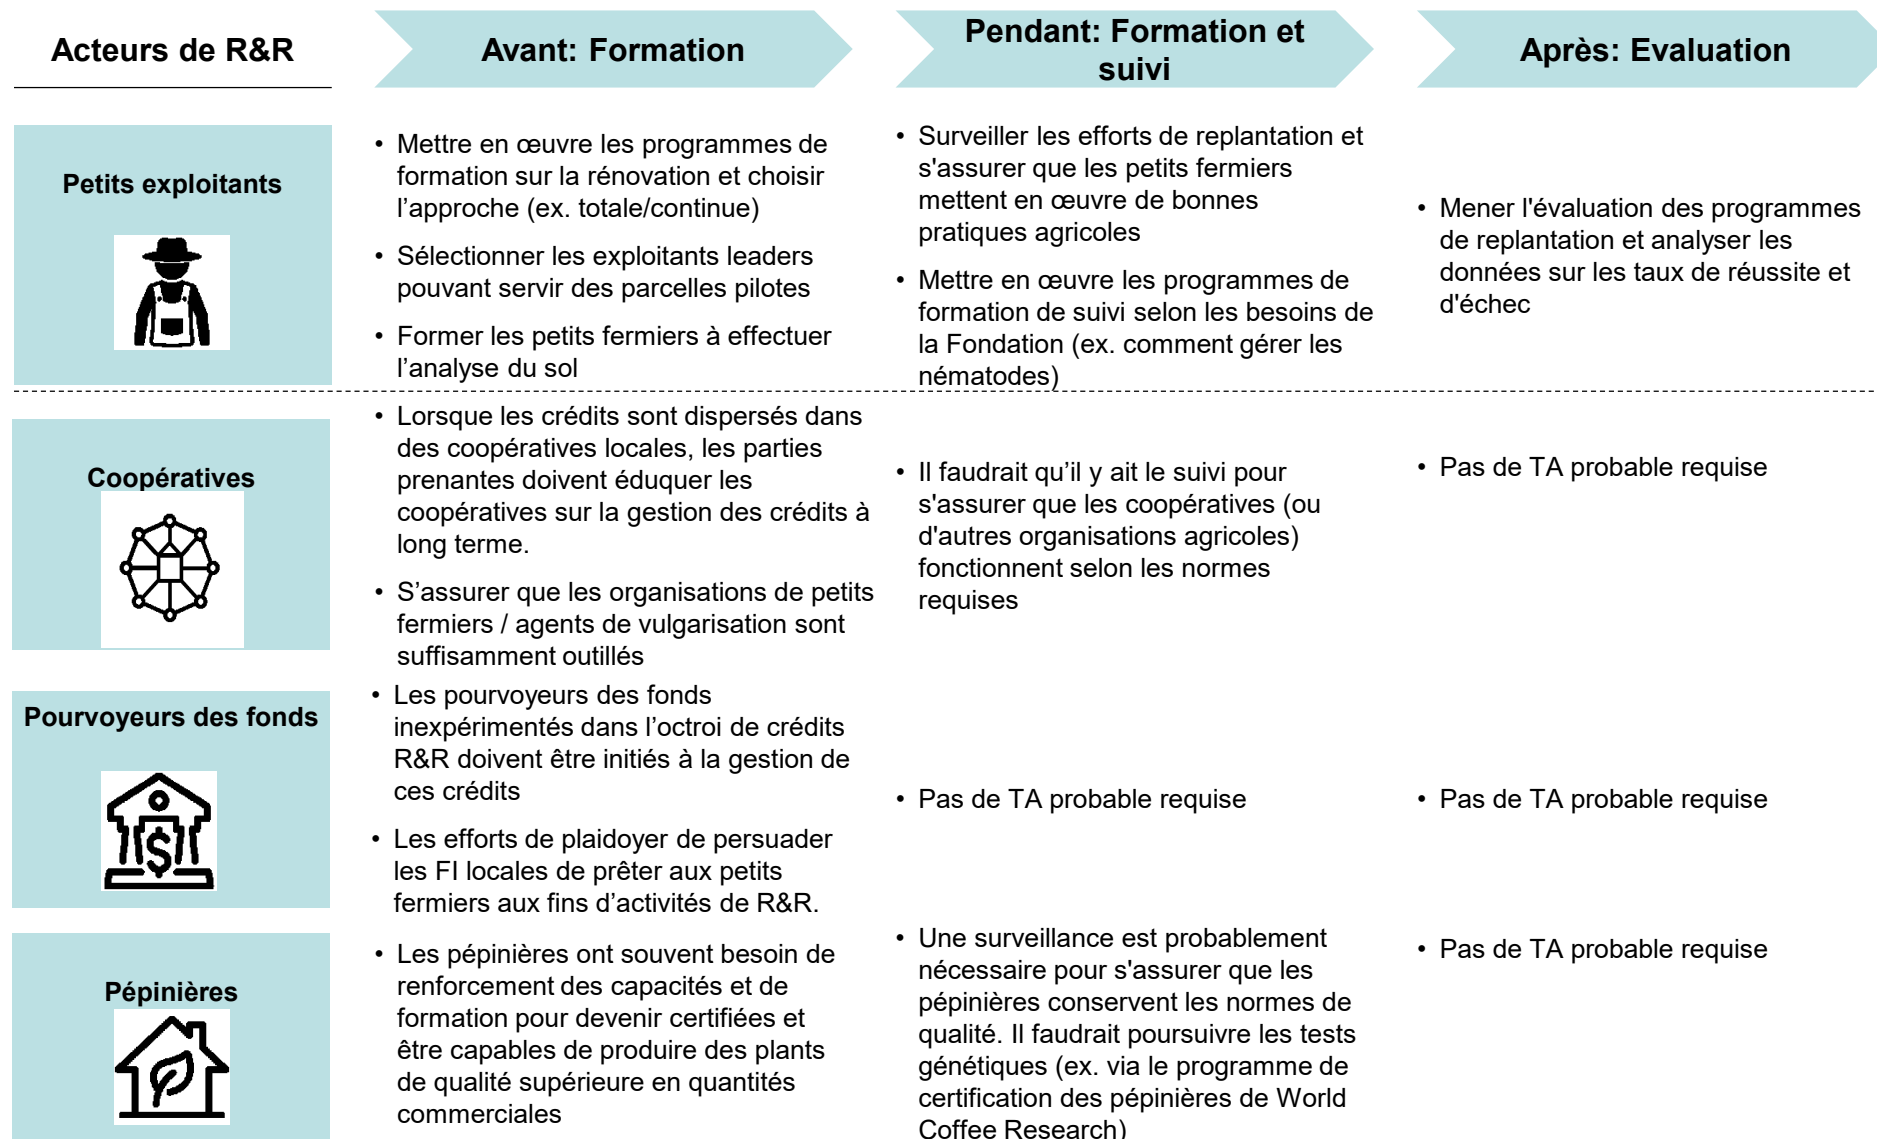 Acteurs de R&R
Avant: Formation
Pendant: Formation et
suivi
Après: Evaluation
Petits exploitants
• Mettre en œuvre les programmes de
formation sur la rénovation et choisir
l’approche (ex. totale/continue)
• Sélectionner les exploitants leaders
pouvant servir des parcelles pilotes
• Former les petits fermiers à effectuer
l’analyse du sol
• Surveiller les efforts de replantation et
s'assurer que les petits fermiers
mettent en œuvre de bonnes
pratiques agricoles
• Mettre en œuvre les programmes de
formation de suivi selon les besoins de
la Fondation (ex. comment gérer les
nématodes)
• Mener l'évaluation des programmes
de replantation et analyser les
données sur les taux de réussite et
d'échec
Coopératives
• Lorsque les crédits sont dispersés dans
des coopératives locales, les parties
prenantes doivent éduquer les
coopératives sur la gestion des crédits à
long terme.
• S’assurer que les organisations de petits
fermiers / agents de vulgarisation sont
suffisamment outillés
• Il faudrait qu’il y ait le suivi pour
s'assurer que les coopératives (ou
d'autres organisations agricoles)
fonctionnent selon les normes
requises
• Pas de TA probable requise
Pourvoyeurs des fonds
$
• Les pourvoyeurs des fonds
inexpérimentés dans l’octroi de crédits
R&R doivent être initiés à la gestion de
ces crédits
• Les efforts de plaidoyer de persuader
les FI locales de prêter aux petits
fermiers aux fins d’activités de R&R.
• Pas de TA probable requise
• Pas de TA probable requise
Pépinières
• Les pépinières ont souvent besoin de
renforcement des capacités et de
formation pour devenir certifiées et
être capables de produire des plants
de qualité supérieure en quantités
commerciales
• Une surveillance est probablement
nécessaire pour s'assurer que les
pépinières conservent les normes de
qualité. Il faudrait poursuivre les tests
génétiques (ex. via le programme de
certification des pépinières de World
Coffee Research)
• Pas de TA probable requise